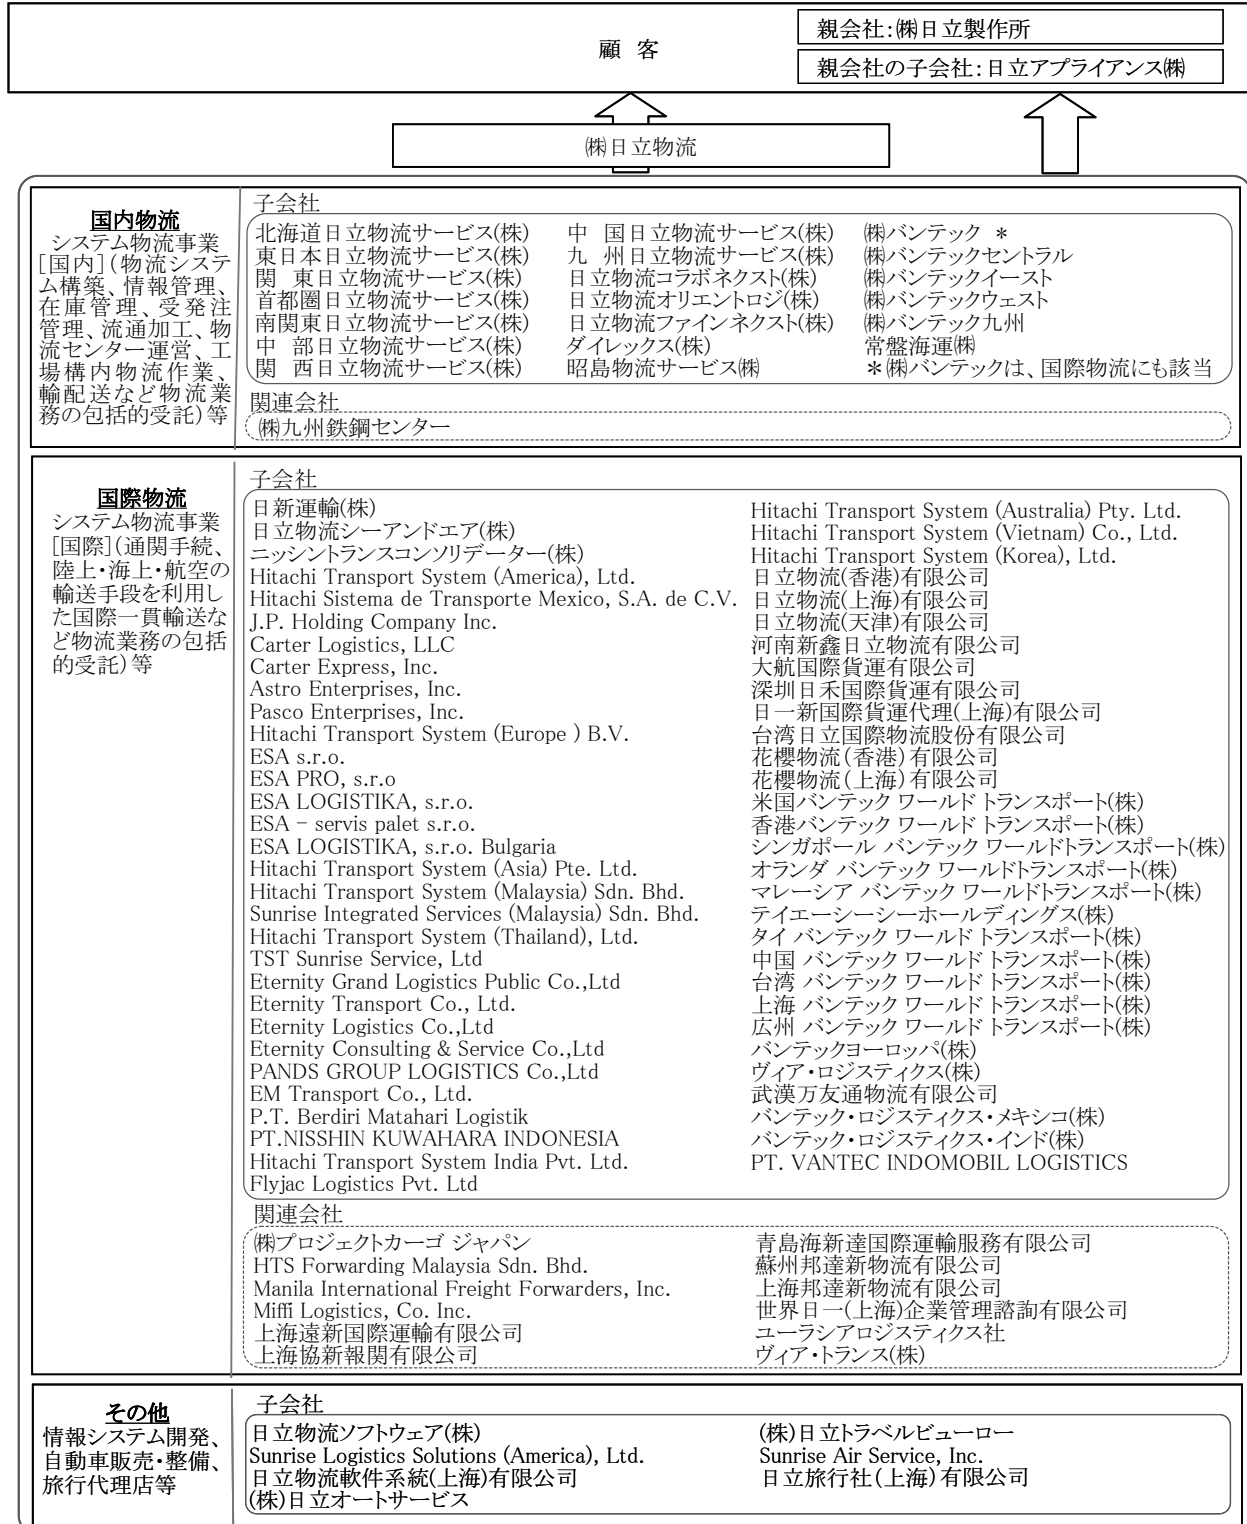 顧 客
親会社：㈱日立製作所
親会社の子会社：日立アプライアンス㈱
㈱日立物流
国内物流
システム物流事業
[国内]（物流システ
ム構築、情報管理、
在庫管理、受発注
管理、流通加工、物
流センター運営、工
場構内物流作業、
輸配送など物流業
務の包括的受託）等
子会社
北海道日立物流サービス(株)
東日本日立物流サービス(株)
関　東日立物流サービス(株)
首都圏日立物流サービス(株)
南関東日立物流サービス(株)
中　部日立物流サービス(株)
関　西日立物流サービス(株)
中　国日立物流サービス(株)
九　州日立物流サービス(株)
日立物流コラボネクスト(株)
日立物流オリエントロジ(株)
日立物流ファインネクスト(株)
ダイレックス(株)
昭島物流サービス㈱
㈱バンテック ＊
㈱バンテックセントラル
㈱バンテックイースト
㈱バンテックウェスト
㈱バンテック九州
常盤海運㈱
＊㈱バンテックは、国際物流にも該当
関連会社
㈱九州鉄鋼センター
国際物流
システム物流事業
[国際]（通関手続、
陸上・海上・航空の
輸送手段を利用し
た国際一貫輸送な
ど物流業務の包括
的受託）等
子会社
日新運輸(株)
日立物流シーアンドエア(株)
ニッシントランスコンソリデーター(株)
Hitachi Transport System (America), Ltd.
Hitachi Sistema de Transporte Mexico, S.A. de C.V.
J.P. Holding Company Inc.
Carter Logistics, LLC
Carter Express, Inc.
Astro Enterprises, Inc.
Pasco Enterprises, Inc.
Hitachi Transport System (Europe ) B.V.
ESA s.r.o.
ESA PRO, s.r.o
ESA LOGISTIKA, s.r.o.
ESA - servis palet s.r.o.
ESA LOGISTIKA, s.r.o. Bulgaria
Hitachi Transport System (Asia) Pte. Ltd.
Hitachi Transport System (Malaysia) Sdn. Bhd.
Sunrise Integrated Services (Malaysia) Sdn. Bhd.
Hitachi Transport System (Thailand), Ltd.
TST Sunrise Service, Ltd
Eternity Grand Logistics Public Co.,Ltd
Eternity Transport Co., Ltd.
Eternity Logistics Co.,Ltd
Eternity Consulting & Service Co.,Ltd
PANDS GROUP LOGISTICS Co.,Ltd
EM Transport Co., Ltd.
P.T. Berdiri Matahari Logistik
PT.NISSHIN KUWAHARA INDONESIA
Hitachi Transport System India Pvt. Ltd.
Flyjac Logistics Pvt. Ltd
Hitachi Transport System (Australia) Pty. Ltd.
Hitachi Transport System (Vietnam) Co., Ltd.
Hitachi Transport System (Korea), Ltd.
日立物流(香港)有限公司
日立物流(上海)有限公司
日立物流(天津)有限公司
河南新鑫日立物流有限公司
大航国際貨運有限公司
深圳日禾国際貨運有限公司
日一新国際貨運代理(上海)有限公司
台湾日立国際物流股份有限公司
花櫻物流（香港）有限公司
花櫻物流（上海）有限公司
米国バンテック ワールド トランスポート(株)
香港バンテック ワールド トランスポート(株)
シンガポール バンテック ワールドトランスポート(株)
オランダ バンテック ワールドトランスポート(株)
マレーシア バンテック ワールドトランスポート(株)
テイエーシーシーホールディングス(株)
タイ バンテック ワールド トランスポート(株)
中国 バンテック ワールド トランスポート(株)
台湾 バンテック ワールド トランスポート(株)
上海 バンテック ワールド トランスポート(株)
広州 バンテック ワールド トランスポート(株)
バンテックヨーロッパ(株)
ヴィア・ロジスティクス(株)
武漢万友通物流有限公司
バンテック・ロジスティクス・メキシコ(株)
バンテック・ロジスティクス・インド(株)
PT. VANTEC INDOMOBIL LOGISTICS
関連会社
㈱プロジェクトカーゴ ジャパン
HTS Forwarding Malaysia Sdn. Bhd.
Manila International Freight Forwarders, Inc.
Miffi Logistics, Co. Inc.
上海遠新国際運輸有限公司
上海協新報関有限公司
青島海新達国際運輸服務有限公司
蘇州邦達新物流有限公司
上海邦達新物流有限公司
世界日一(上海)企業管理諮詢有限公司
ユーラシアロジスティクス社
ヴィア・トランス(株)
その他
情報システム開発、
自動車販売・整備、
旅行代理店等
子会社
日立物流ソフトウェア(株)
Sunrise Logistics Solutions (America), Ltd.
日立物流軟件系統(上海)有限公司
(株)日立オートサービス
(株)日立トラベルビューロー
Sunrise Air Service, Inc.
日立旅行社（上海）有限公司